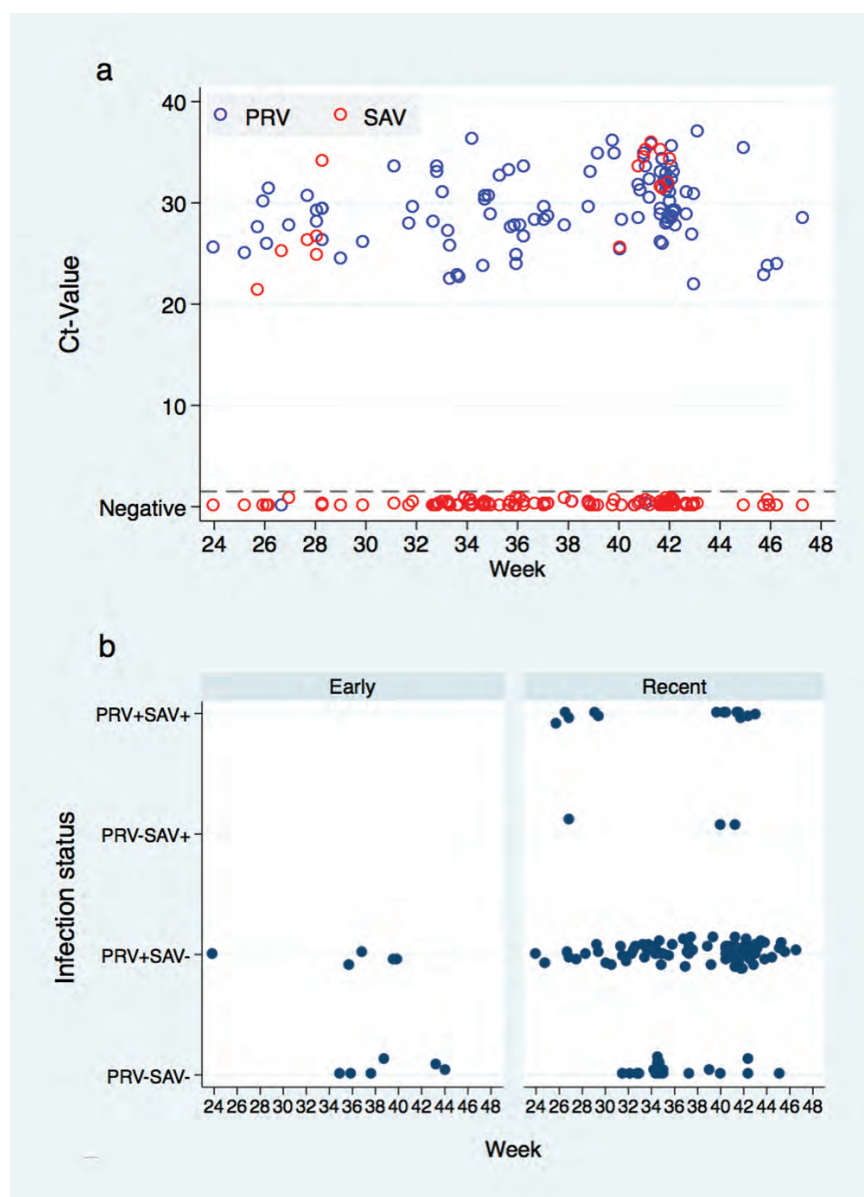 a
40
30
20
10
Negative
Ct-Value
PRV SAV
24 26 28 30 32 34 36 38 40 42 44 46 48
Week
b
Early Recent
PRV+SAV+
PRV-SAV+
PRV+SAV-
PRV-SAV-
Infection status
24 26 28 30 32 34 36 38 40 42 44 46 48 24 26 28 30 32 34 36 38 40 42 44 46 48
Week